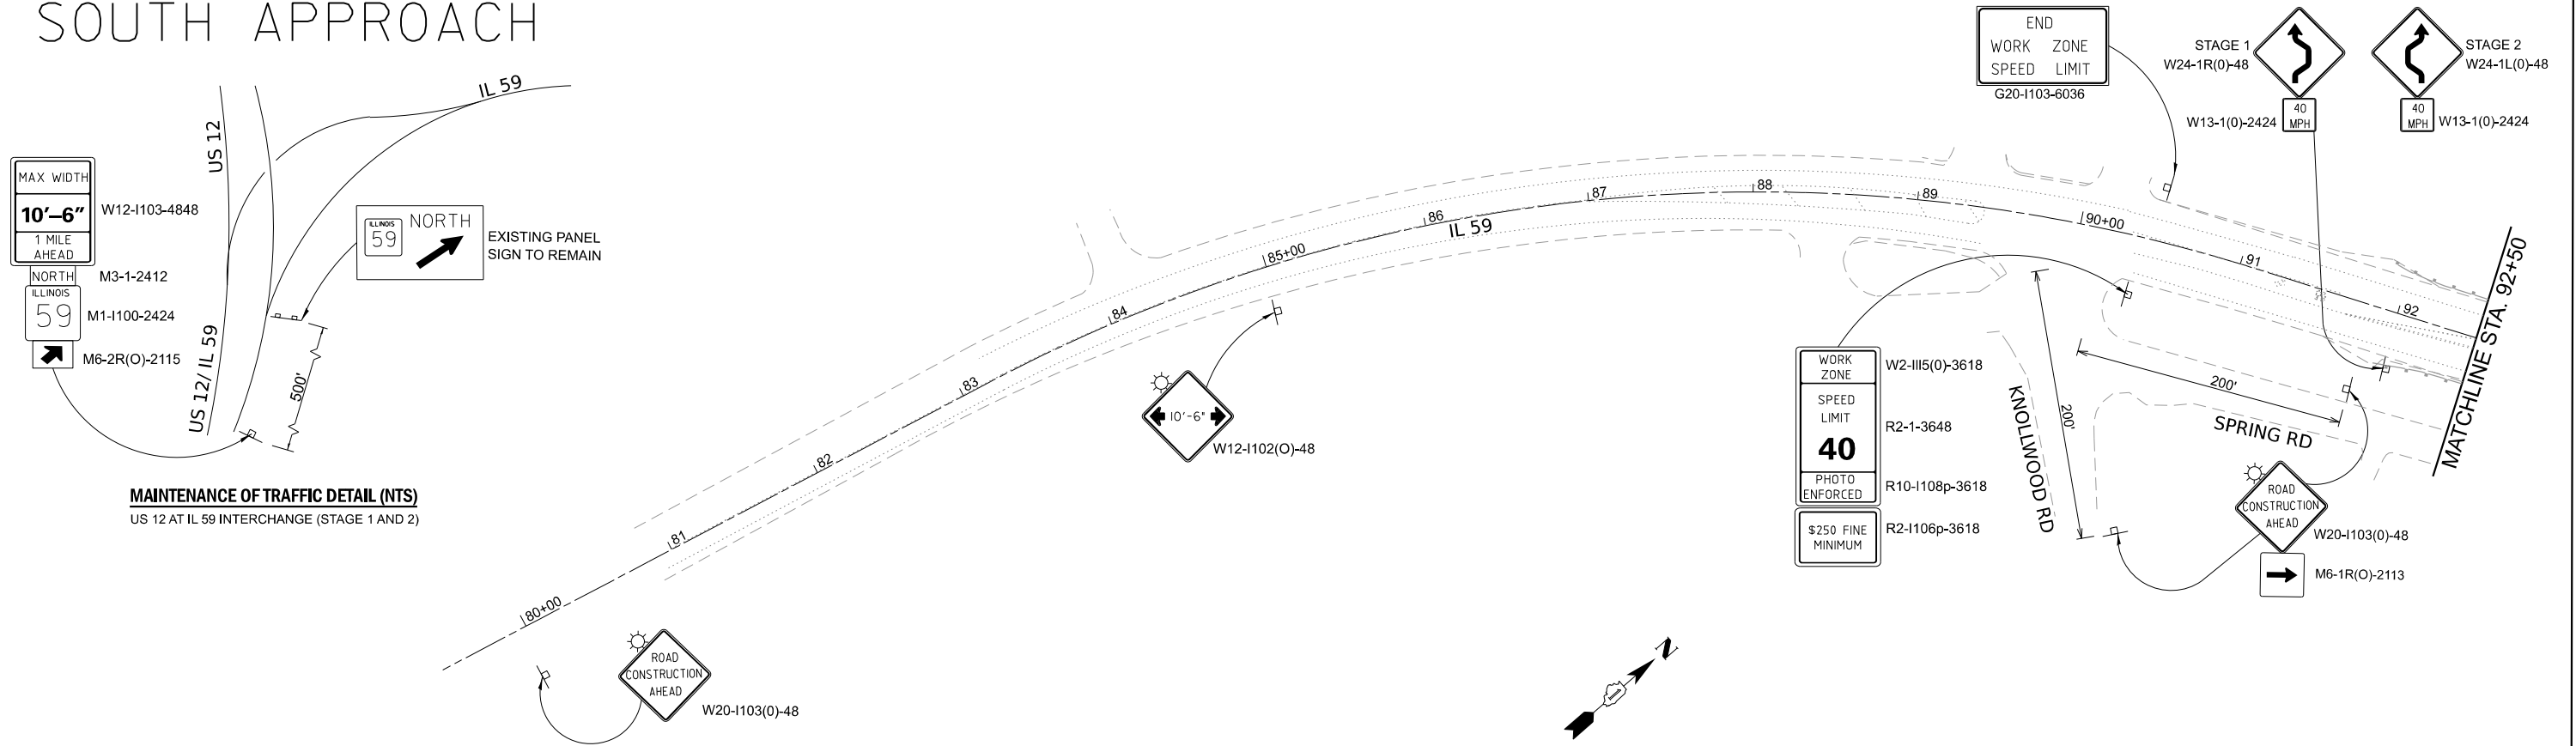 SOUTH APPROACH
US 12
IL 59
US 12/ IL 59
MAX WIDTH
10'-6"
1 MILE
AHEAD
NORTH
ILLINOIS
59
W12-I103-4848
M3-1-2412
M1-I100-2424
M6-2R(O)-2115
ILLINOIS
59
NORTH
EXISTING PANEL
SIGN TO REMAIN
500'
MAINTENANCE OF TRAFFIC DETAIL (NTS)
US 12 AT IL 59 INTERCHANGE (STAGE 1 AND 2)
80+00
81
82
83
84
85+00
86
87
88
89
90+00
91
92
IL 59
ROAD
CONSTRUCTION
AHEAD
W20-I103(0)-48
10'-6"
W12-I102(O)-48
N
1
END
WORK ZONE
SPEED LIMIT
G20-I103-6036
STAGE 1
W24-1R(0)-48
40
MPH
W13-1(0)-2424
STAGE 2
W24-1L(0)-48
40
MPH
W13-1(0)-2424
WORK
ZONE
SPEED
LIMIT
40
PHOTO
ENFORCED
$250 FINE
MINIMUM
W2-III5(0)-3618
R2-1-3648
R10-I108p-3618
R2-I106p-3618
KNOLLWOOD RD
200'
200'
SPRING RD
MATCHLINE STA. 92+50
ROAD
CONSTRUCTION
AHEAD
W20-I103(0)-48
M6-1R(O)-2113